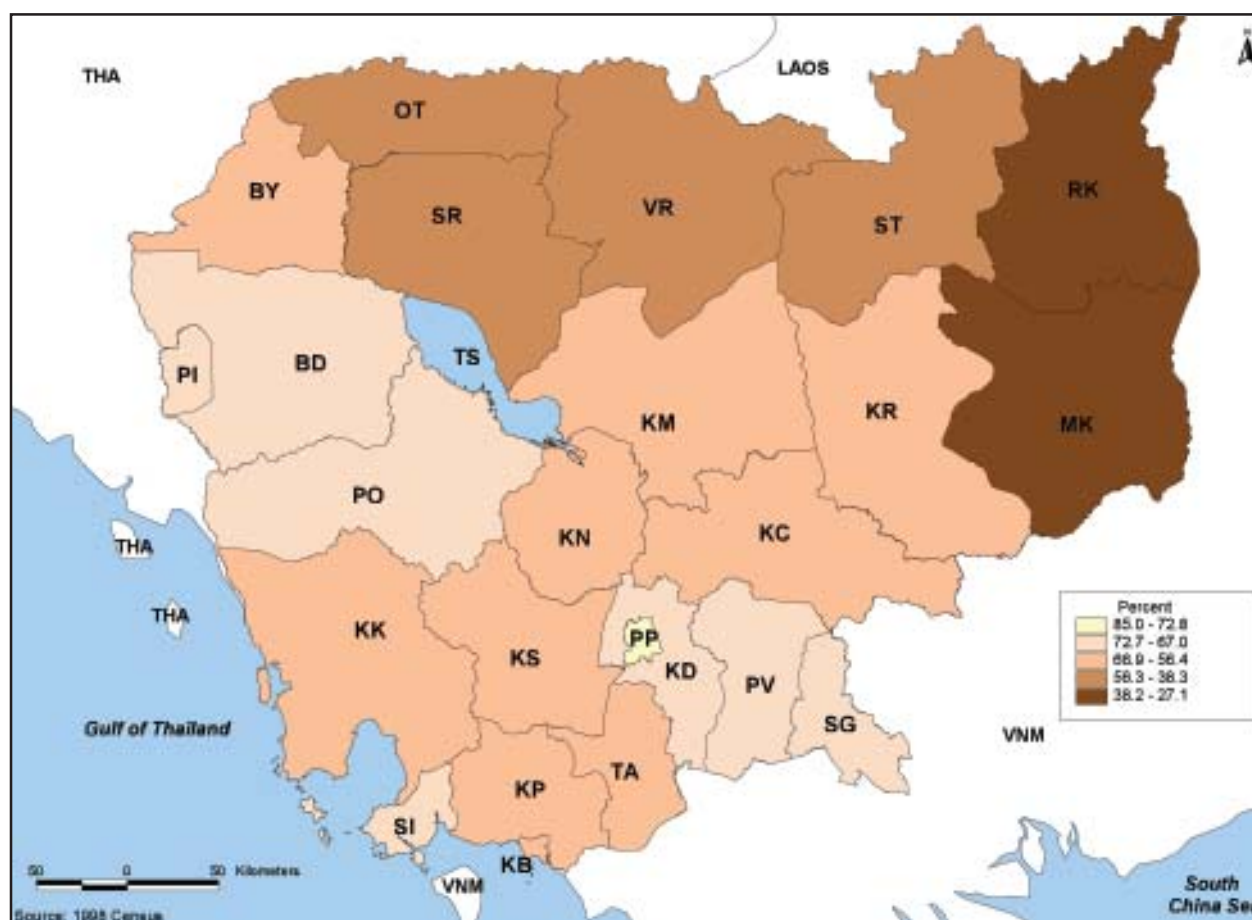 THA
LAOS
OT
BY
SR
VR
ST
RK
PI
BD
TS
KM
KR
MK
PO
THA
KN
KC
THA
KK
KS
PP
KD
PV
SG
Percent
85.0 - 72.8
72.7 - 67.0
66.9 - 56.4
56.3 - 38.3
38.2 - 27.1
Gulf of Thailand
VNM
TA
KP
SI
KB
50 0 50 Kilometers
VNM
South
China Se
Source: 1998 Census